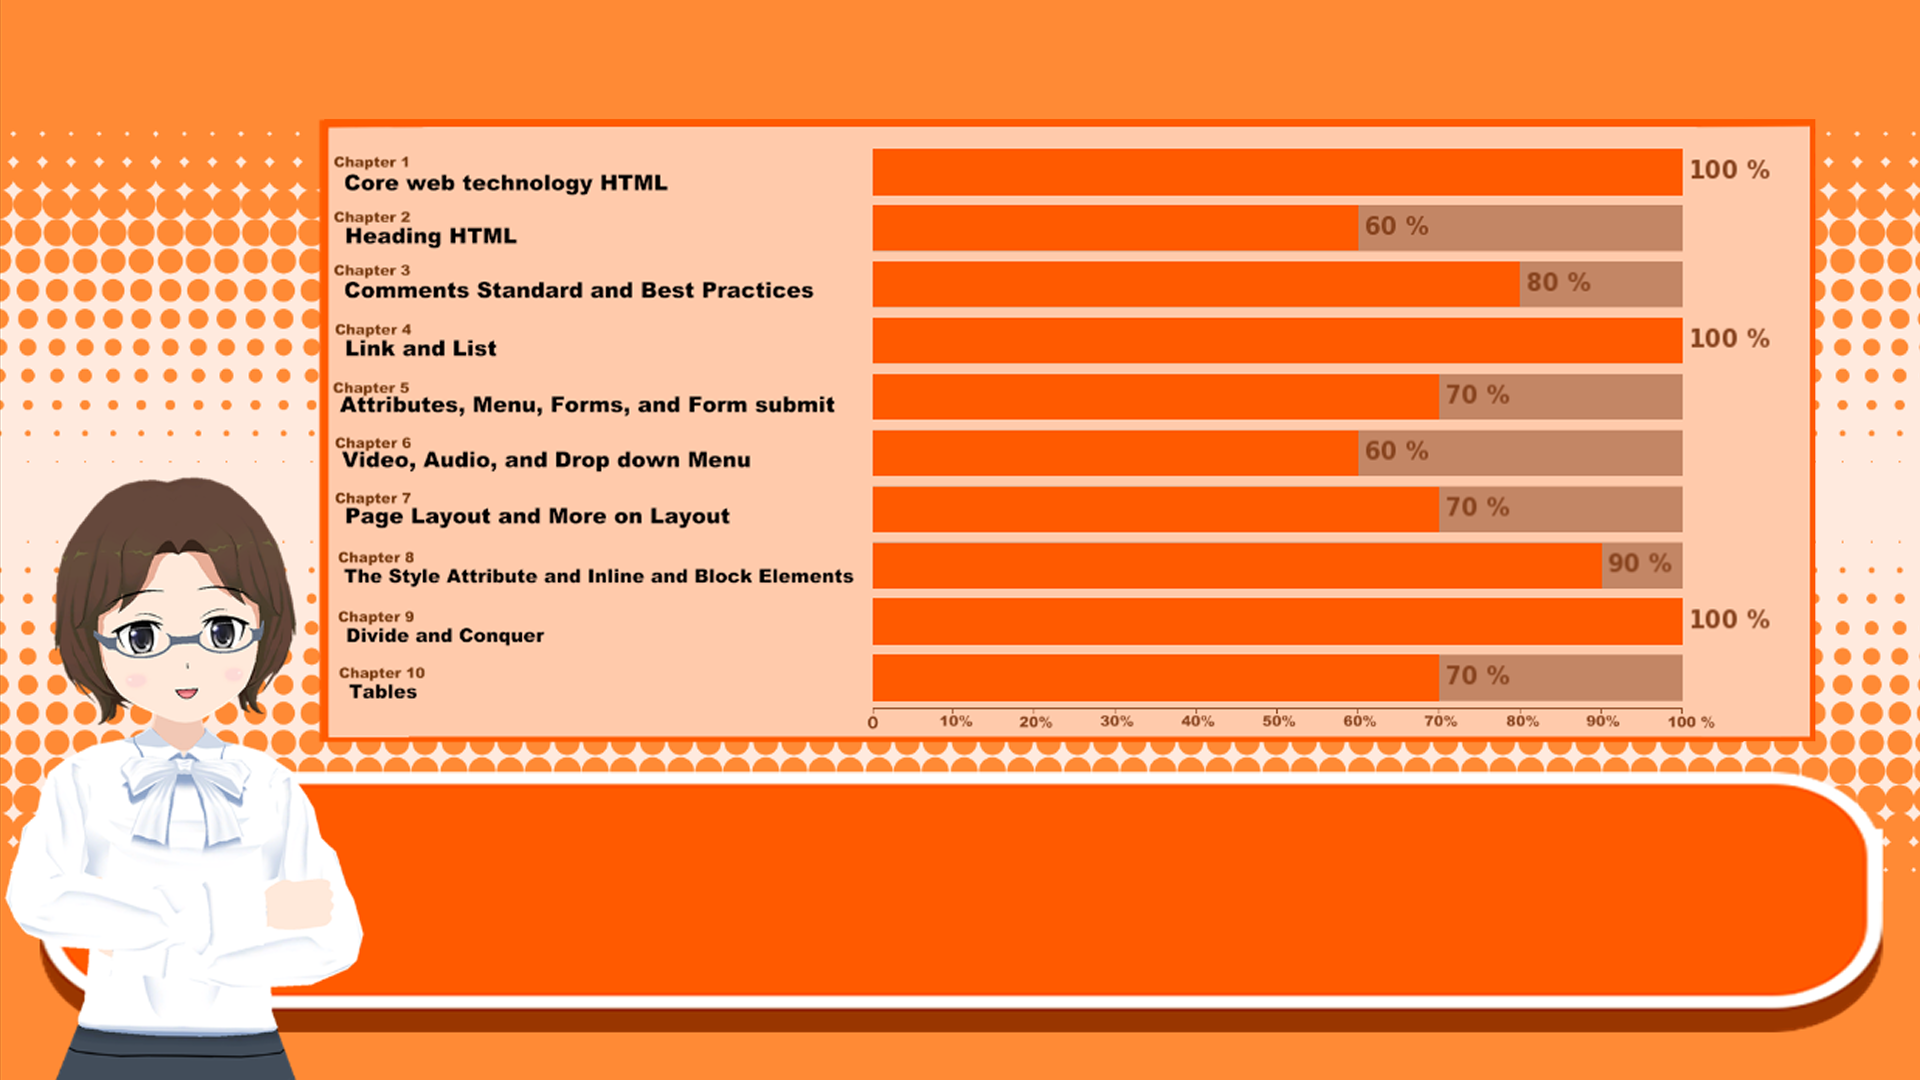 Chapter 1
Core web technology HTML
100 %
Chapter 2
Heading HTML
60 %
Chapter 3
Comments Standard and Best Practices
80 %
Chapter 4
Link and List
100 %
Chapter 5
Attributes, Menu, Forms, and Form submit
70 %
Chapter 6
Video, Audio, and Drop down Menu
60 %
Chapter 7
Page Layout and More on Layout
70 %
Chapter 8
The Style Attribute and Inline and Block Elements
90 %
Chapter 9
Divide and Conquer
100 %
Chapter 10
Tables
70 %
0 10% 20% 30% 40% 50% 60% 70% 80% 90% 100 %